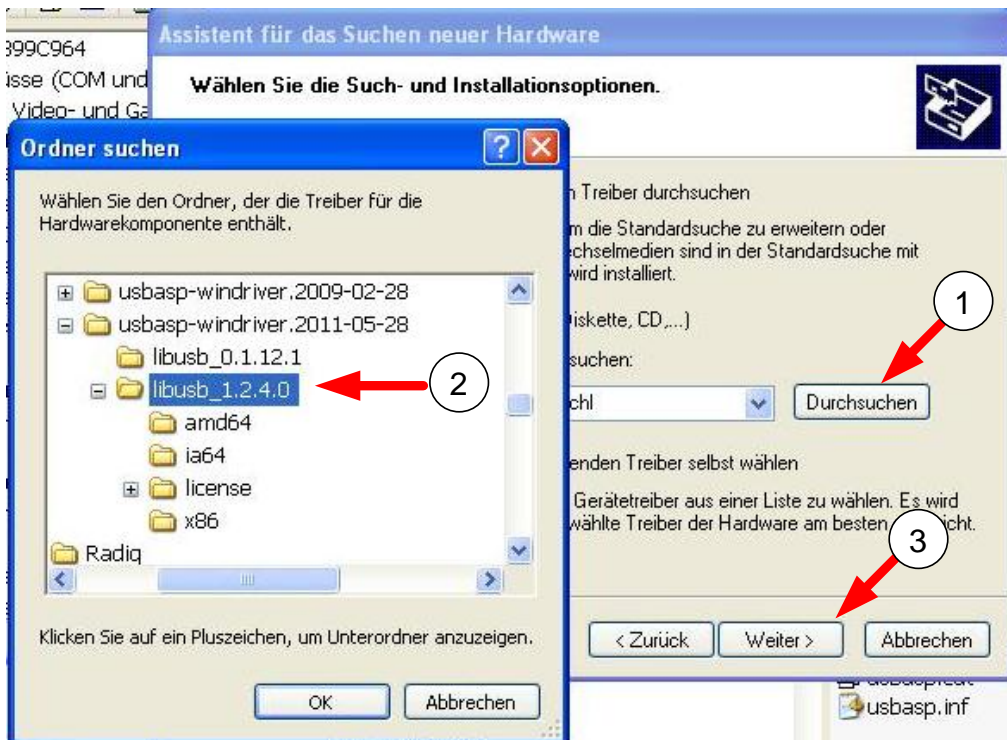 399C964
Assistent für das Suchen neuer Hardware
sse (COM und
Wählen Sie die Such- und Installationsoptionen.
Video- und Ga
Ordner suchen
Wählen Sie den Ordner, der die Treiber für die
Hardwarekomponente enthält.
usbasp-windriver.2009-02-28
usbasp-windriver.2011-05-28
libusb_0.1.12.1
libusb_1.2.4.0
2
amd64
ia64
license
x86
Radiq
Klicken Sie auf ein Pluszeichen, um Unterordner anzuzeigen.
OK
Abbrechen
n Treiber durchsuchen
m die Standardsuche zu erweitern oder
echselmedien sind in der Standardsuche mit
wird installiert.
1
iskette, CD,...)
suchen:
chl
Durchsuchen
enden Treiber selbst wählen
Gerätetreiber aus einer Liste zu wählen. Es wird
wählte Treiber der Hardware am besten icht.
3
< Zurück
Weiter >
Abbrechen
usbasp.inf